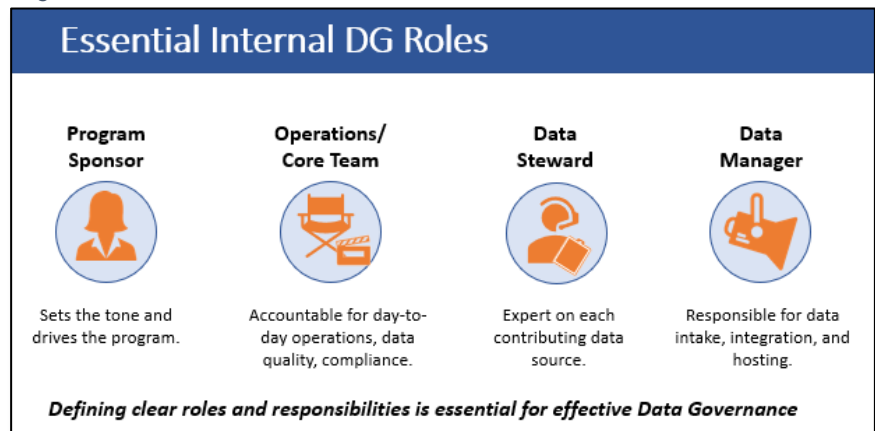 Essential Internal DG Roles
Program
Sponsor
Operations/
Core Team
Data
Steward
Data
Manager
Sets the tone and
drives the program.
Accountable for day-to-
day operations, data
quality, compliance.
Expert on each
contributing data
source.
Responsible for data
intake, integration, and
hosting.
Defining clear roles and responsibilities is essential for effective Data Governance